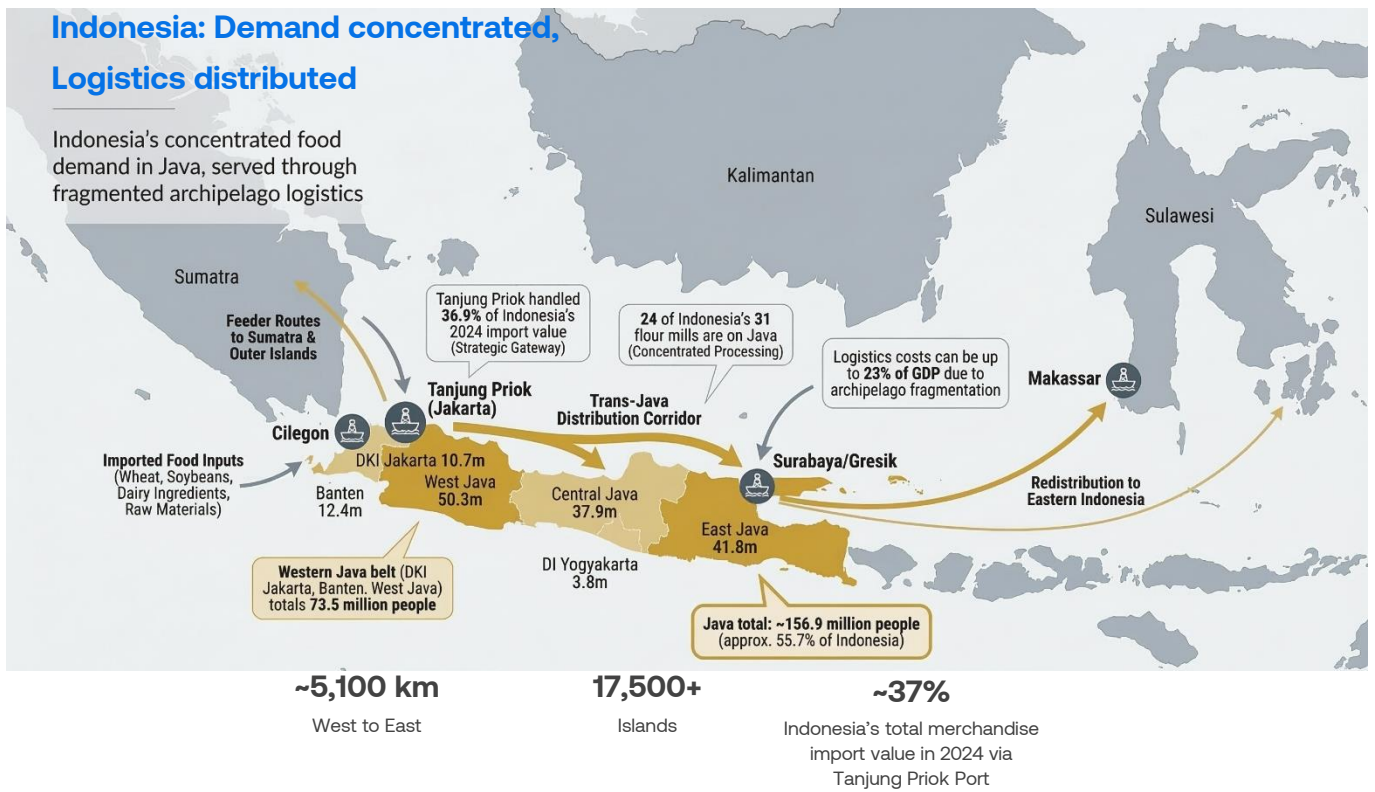 Indonesia: Demand concentrated,
Logistics distributed
Indonesia's concentrated food
demand in Java, served through
fragmented archipelago logistics
Kalimantan
Sulawesi
Sumatra
Feeder Routes
to Sumatra &
Outer Islands
Tanjung Priok handled
36.9% of Indonesia's
2024 import value
(Strategic Gateway)
24 of Indonesia's 31
flour mills are on Java
(Concentrated Processing)
Logistics costs can be up
to 23% of GDP due to
archipelago fragmentation
Makassar
Tanjung Priok
(Jakarta)
Trans-Java
Distribution Corridor
Cilegon
Surabaya/Gresik
Imported Food Inputs
(Wheat, Soybeans,
Dairy Ingredients,
Raw Materials)
DKI Jakarta 10.7m
West Java
50.3m
Banten
12.4m
Central Java
37.9m
East Java
41.8m
DI Yogyakarta
3.8m
Redistribution to
Eastern Indonesia
Western Java belt (DKI
Jakarta, Banten. West Java)
totals 73.5 million people
Java total: ~156.9 million people
(approx. 55.7% of Indonesia)
~5,100 km
West to East
17,500+
Islands
~37%
Indonesia's total merchandise
import value in 2024 via
Tanjung Priok Port